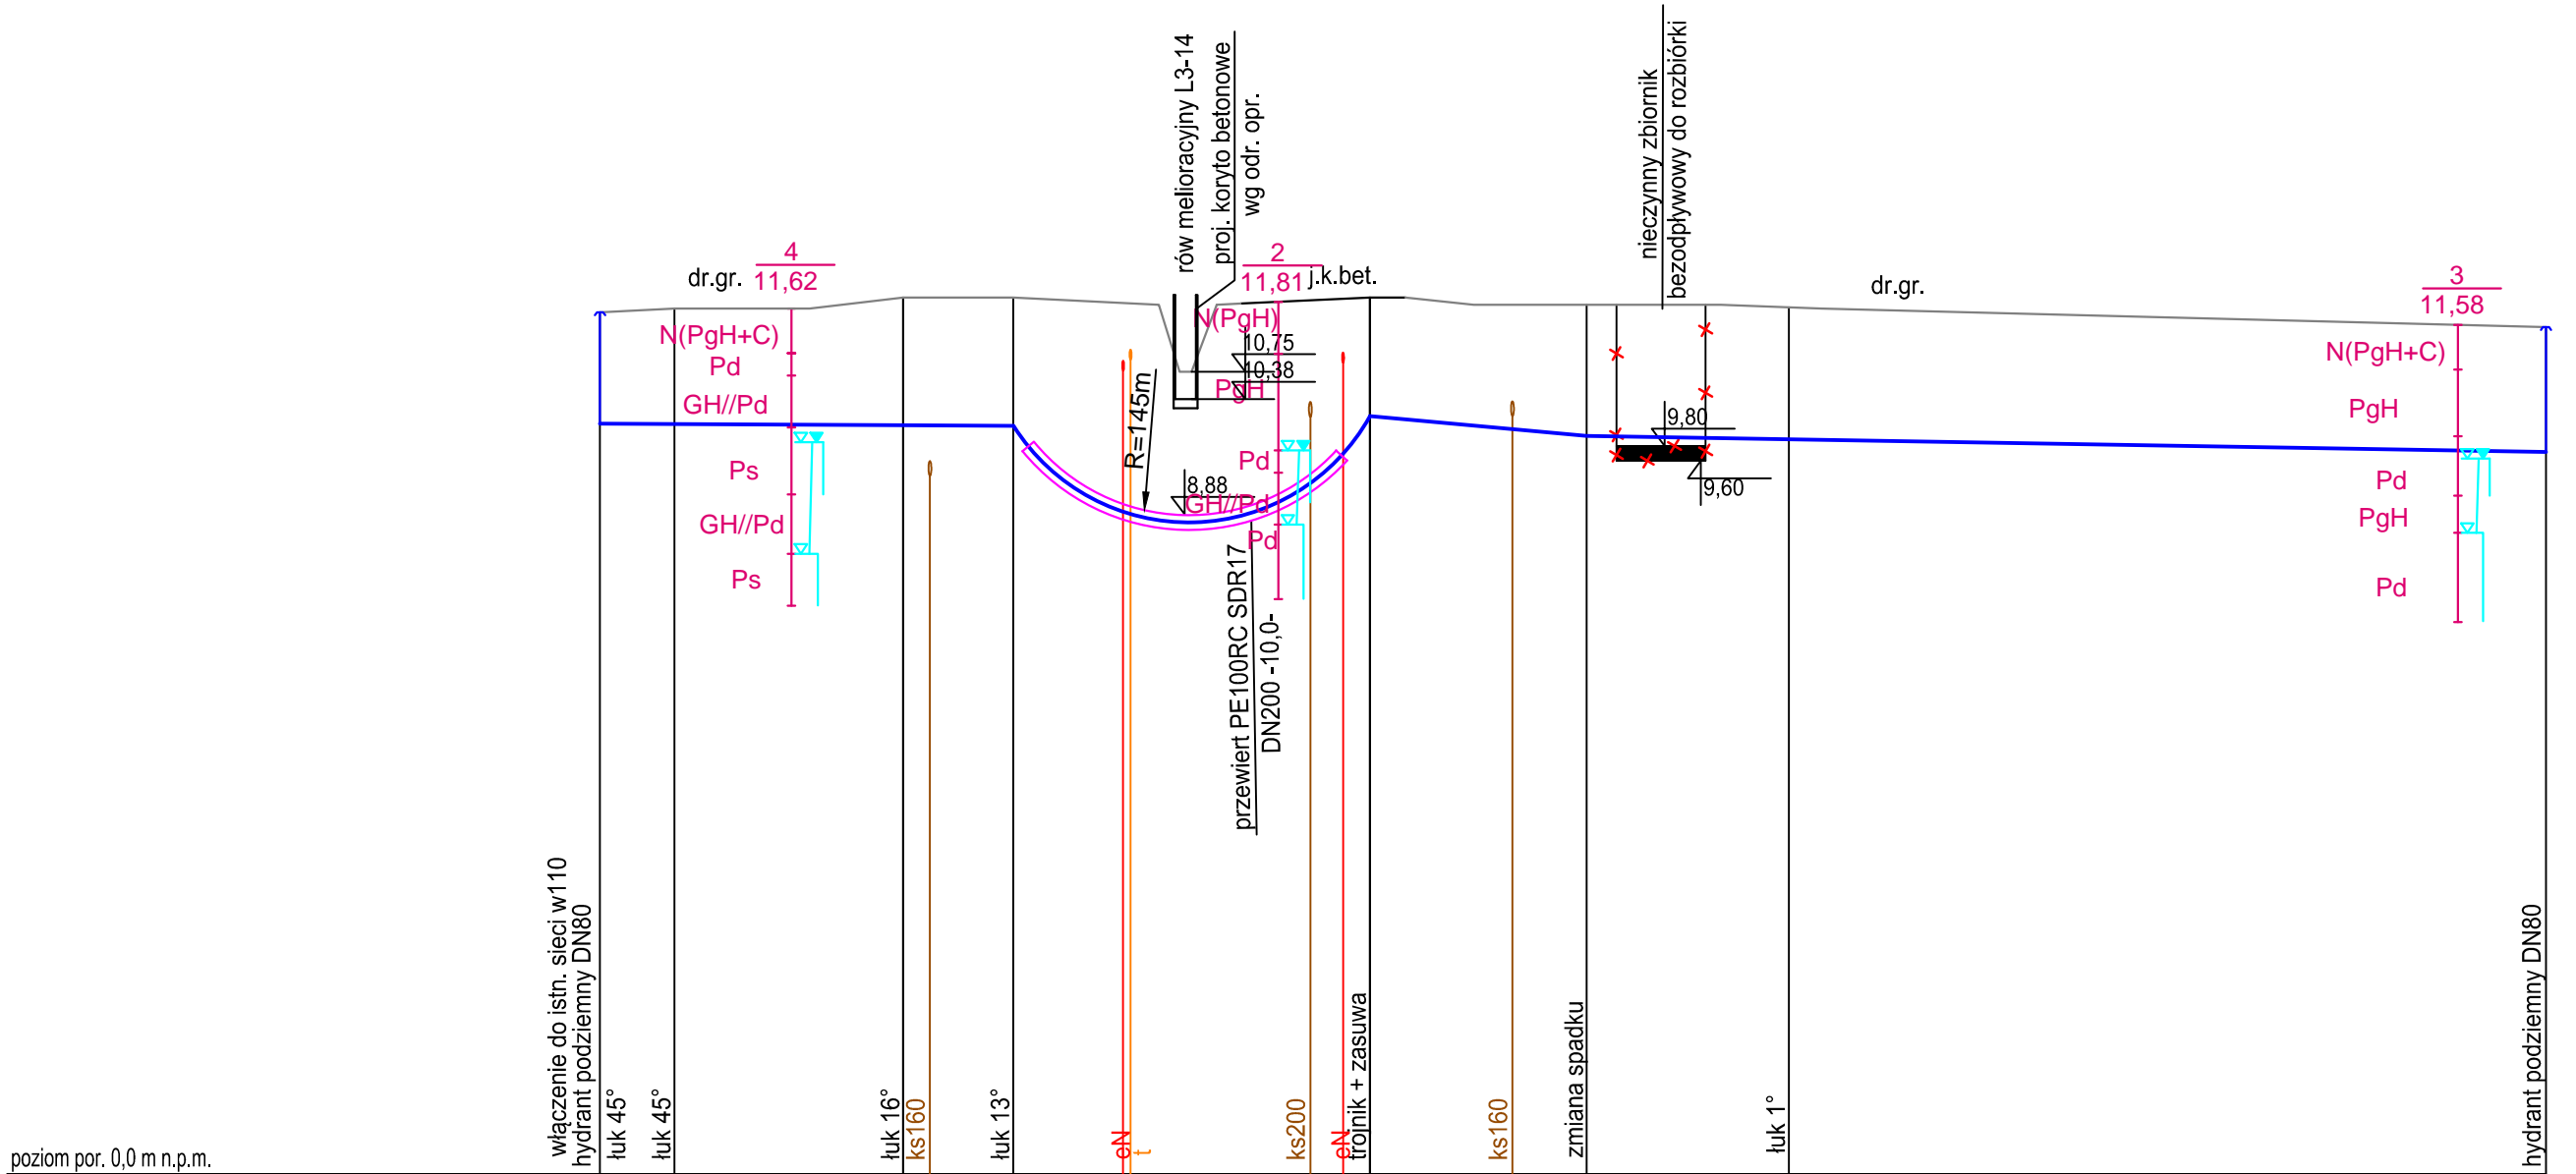 rów melioracyjny L3-14
proj. koryto betonowe
wg odr. opr.
nieczynny zbiornik
bezodpływowy do rozbiórki
dr.gr.
4
11,62
2
11,81
j.k.bet.
dr.gr.
3
11,58
N(PgH+C)
Pd
GH//Pd
Ps
GH//Pd
Ps
N(PgH)
10,75
10,38
PgH
R=145m
8,88
Pd
GH//Pd
Pd
9,80
9,60
N(PgH+C)
PgH
Pd
PgH
Pd
przewiert PE100RC SDR17
DN200 -10,0-
włączenie do istn. sieci w110
hydrant podziemny DN80
łuk 45°
łuk 45°
łuk 16°
ks160
łuk 13°
eN
t
ks200
eN
trojnik + zasuwa
ks160
zmiana spadku
łuk 1°
hydrant podziemny DN80
poziom por. 0,0 m n.p.m.